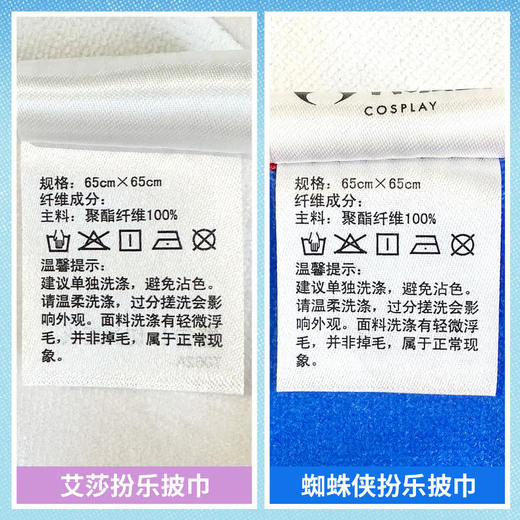 规格：65cm×65cm
纤维成分：
主料：聚酯纤维100%
温馨提示：
建议单独洗涤，避免沾色。
请温柔洗涤，过分搓洗会影
响外观。面料洗涤有轻微浮
毛，并非掉毛，属于正常现
象。
艾莎扮乐披巾
COSPLAY
规格：65cm×65cm
纤维成分：
主料：聚酯纤维100%
温馨提示：
建议单独洗涤，避免沾色。
请温柔洗涤，过分搓洗会影
响外观。面料洗涤有轻微浮
毛，并非掉毛，属于正常现
象。
蜘蛛侠扮乐披巾